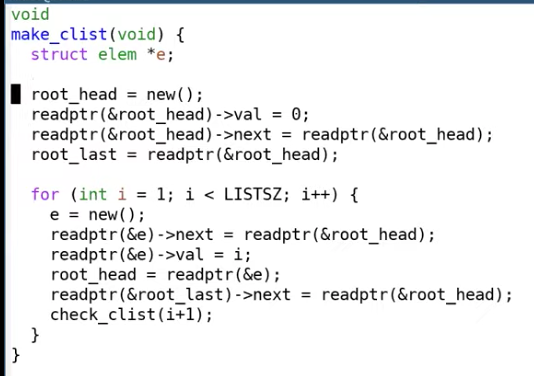 void
make_clist(void) {
  struct elem *e;

  root_head = new();
  readptr(&root_head)->val = 0;
  readptr(&root_head)->next = readptr(&root_head);
  root_last = readptr(&root_head);

  for (int i = 1; i < LISTSZ; i++) {
    e = new();
    readptr(&e)->next = readptr(&root_head);
    readptr(&e)->val = i;
    root_head = readptr(&e);
    readptr(&root_last)->next = readptr(&root_head);
    check_clist(i+1);
  }
}